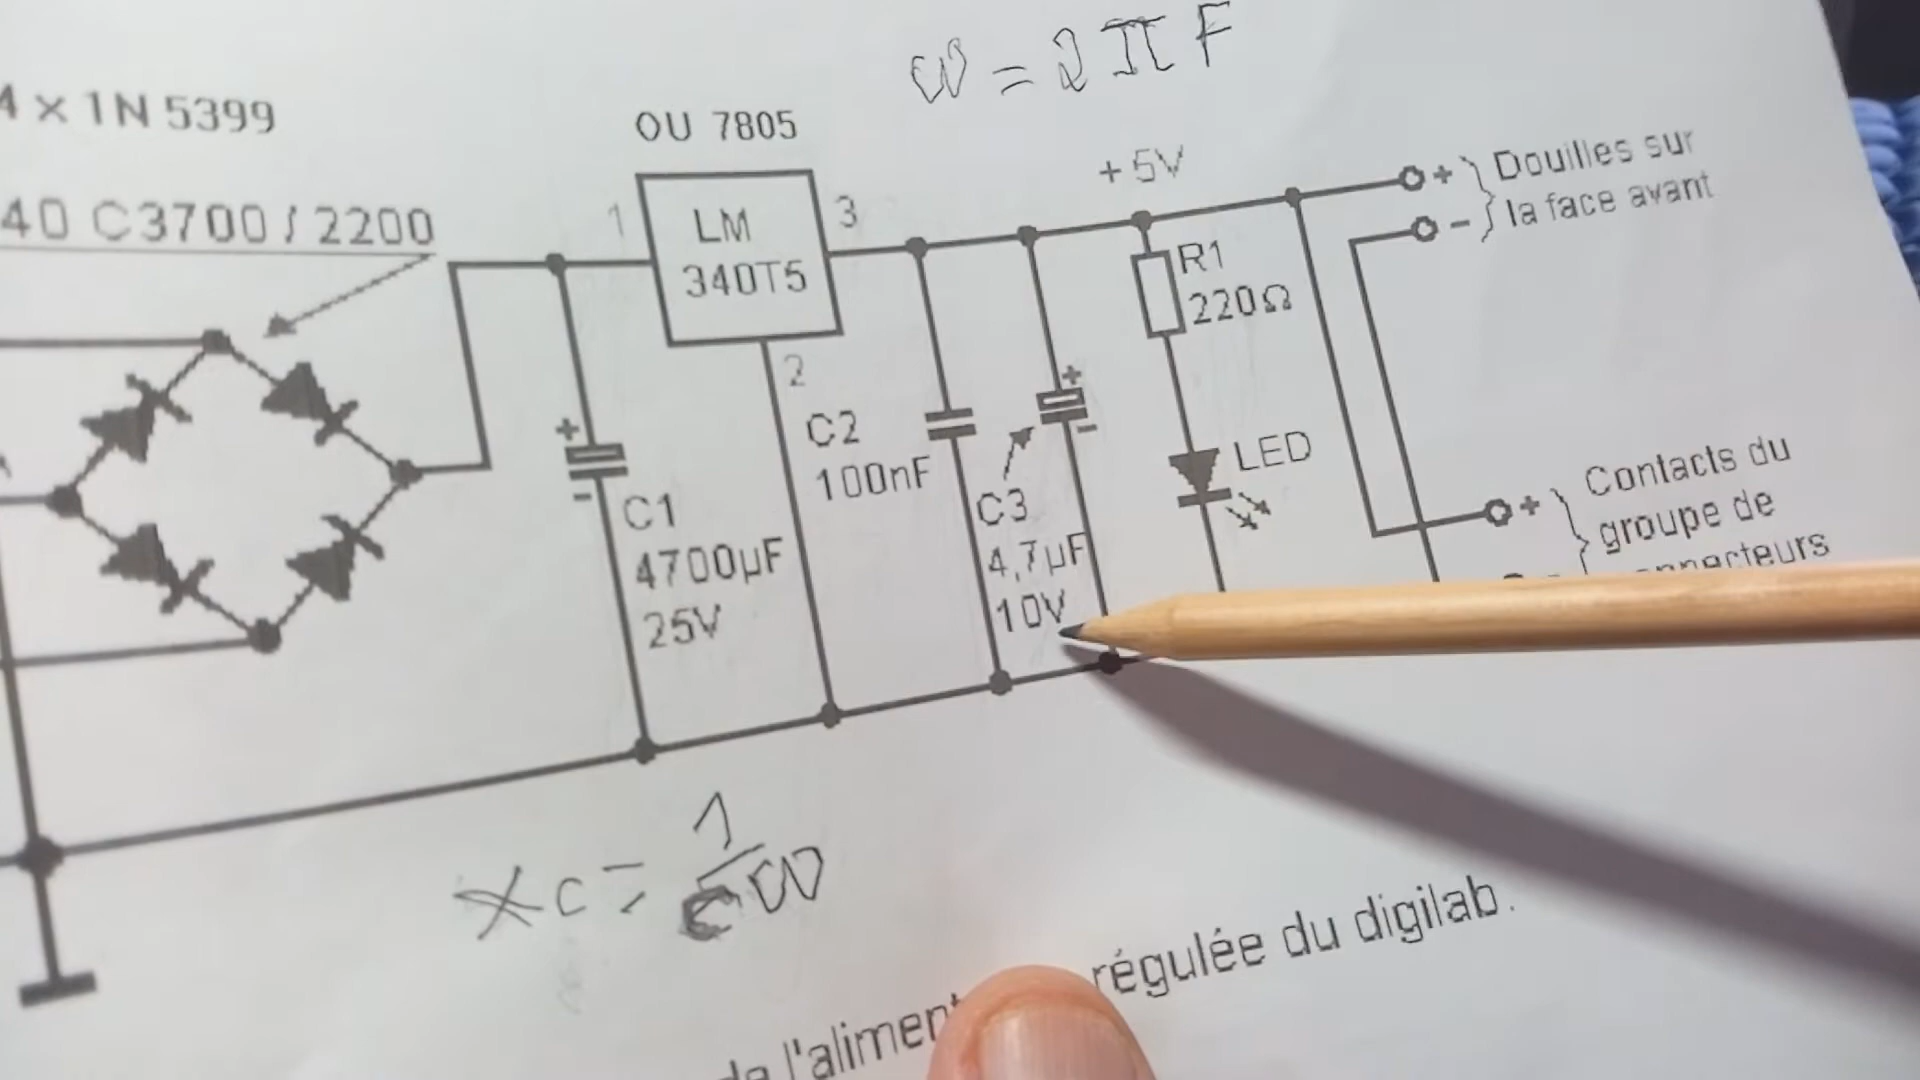 ω = 2 π F
4 x 1N 5399
40 C3700 / 2200
OU 7805
1
LM
340T5
3
2
+ 5V
+
-
Douilles sur
la face avant
R1
220Ω
LED
+
-
C1
4700µF
25V
C2
100nF
+
-
C3
4,7µF
10V
+
Contacts du
groupe de
Xc = 1/cω
de l'aliment régulée du digilab.